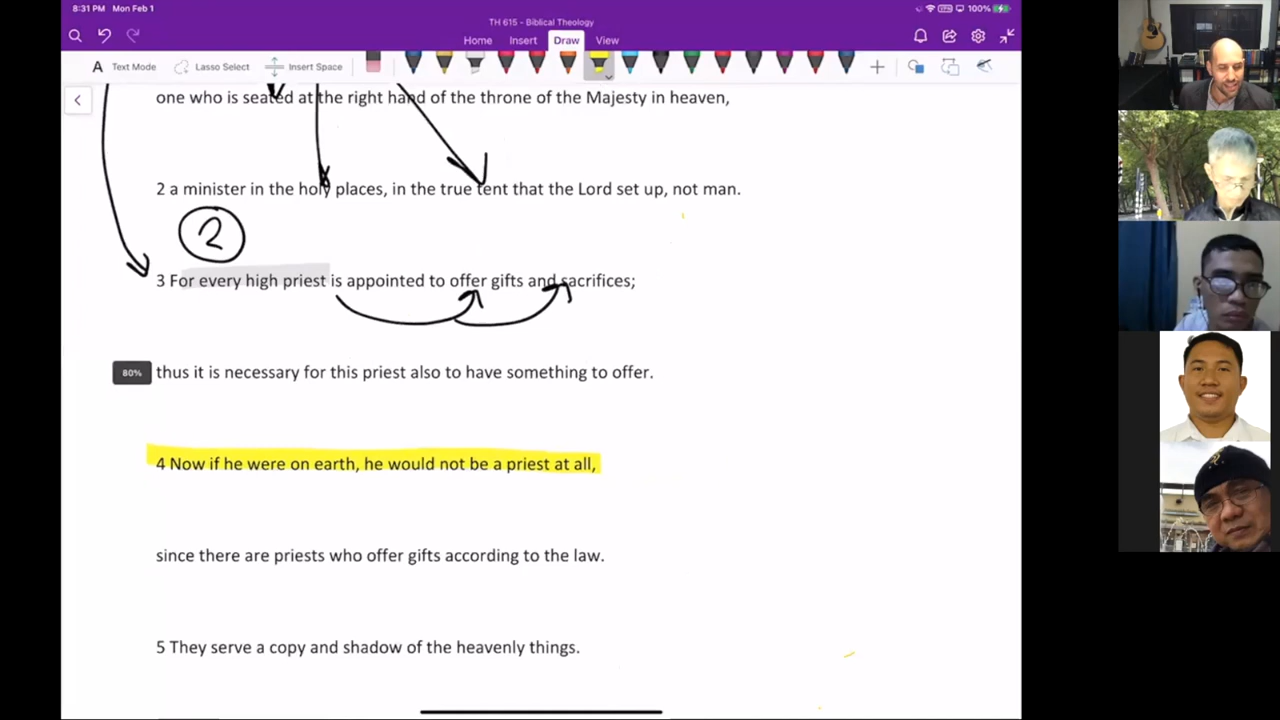 8:31 PM Mon Feb 1
100%
TH 615 - Biblical Theology
Home Insert Draw View
Text Mode Lasso Select Insert Space
one who is seated at the right hand of the throne of the Majesty in heaven,
2 a minister in the holy places, in the true tent that the Lord set up, not man.
2
3 For every high priest is appointed to offer gifts and sacrifices;
80%
thus it is necessary for this priest also to have something to offer.
4 Now if he were on earth, he would not be a priest at all,
since there are priests who offer gifts according to the law.
5 They serve a copy and shadow of the heavenly things.